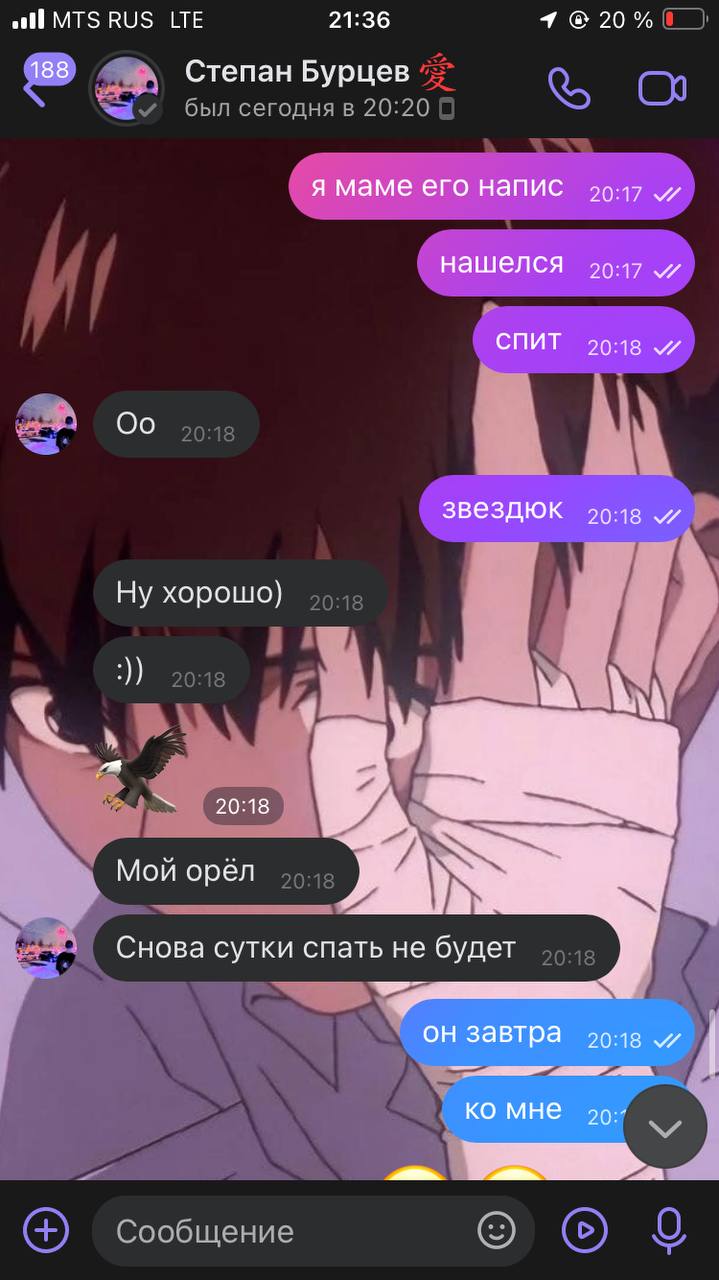 MTS RUS LTE 21:36 20 %
188
Степан Бурцев 愛
был сегодня в 20:20
я маме его напис 20:17
нашелся 20:17
спит 20:18
Оо 20:18
звездюк 20:18
Ну хорошо) 20:18
:)) 20:18
20:18
Мой орёл 20:18
Снова сутки спать не будет 20:18
он завтра 20:18
ко мне
Сообщение